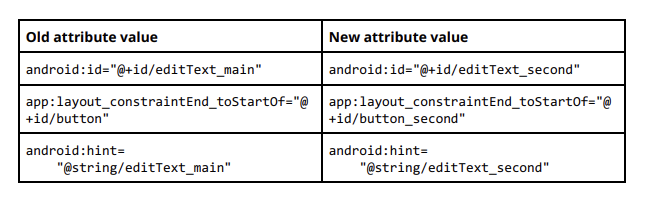 Old attribute value
New attribute value
android:id="@+id/editText_main"
android:id="@+id/editText_second"
app:layout_constraintEnd_toStartOf="@
+id/button"
app:layout_constraintEnd_toStartOf="@
+id/button_second"
android:hint=
"@string/editText_main"
android:hint=
"@string/editText_second"